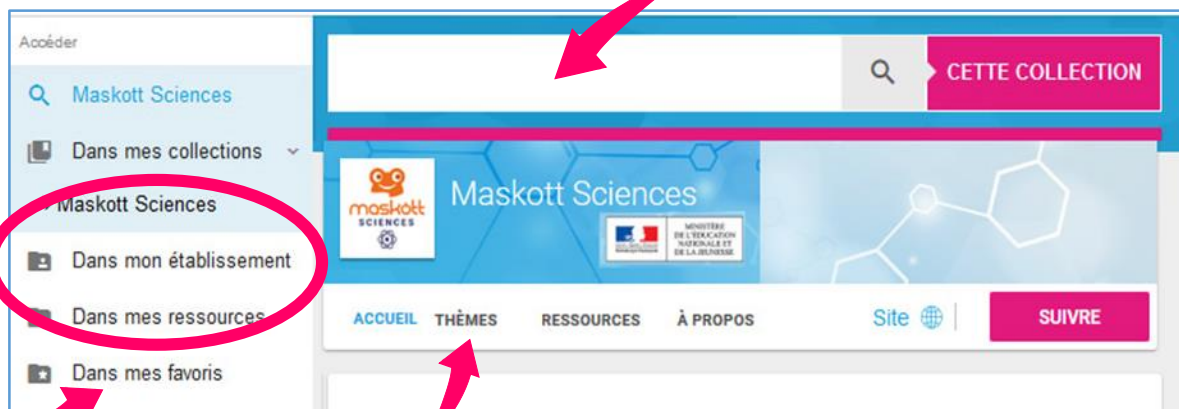 Accéder
Maskott Sciences
Dans mes collections
Maskott Sciences
Dans mon établissement
Dans mes ressources
Dans mes favoris
CETTE COLLECTION
maskott
SCIENCES
Maskott Sciences
MINISTÈRE
DE L'ÉDUCATION
NATIONALE ET
DE LA JEUNESSE
ACCUEIL THÈMES RESSOURCES À PROPOS Site SUIVRE